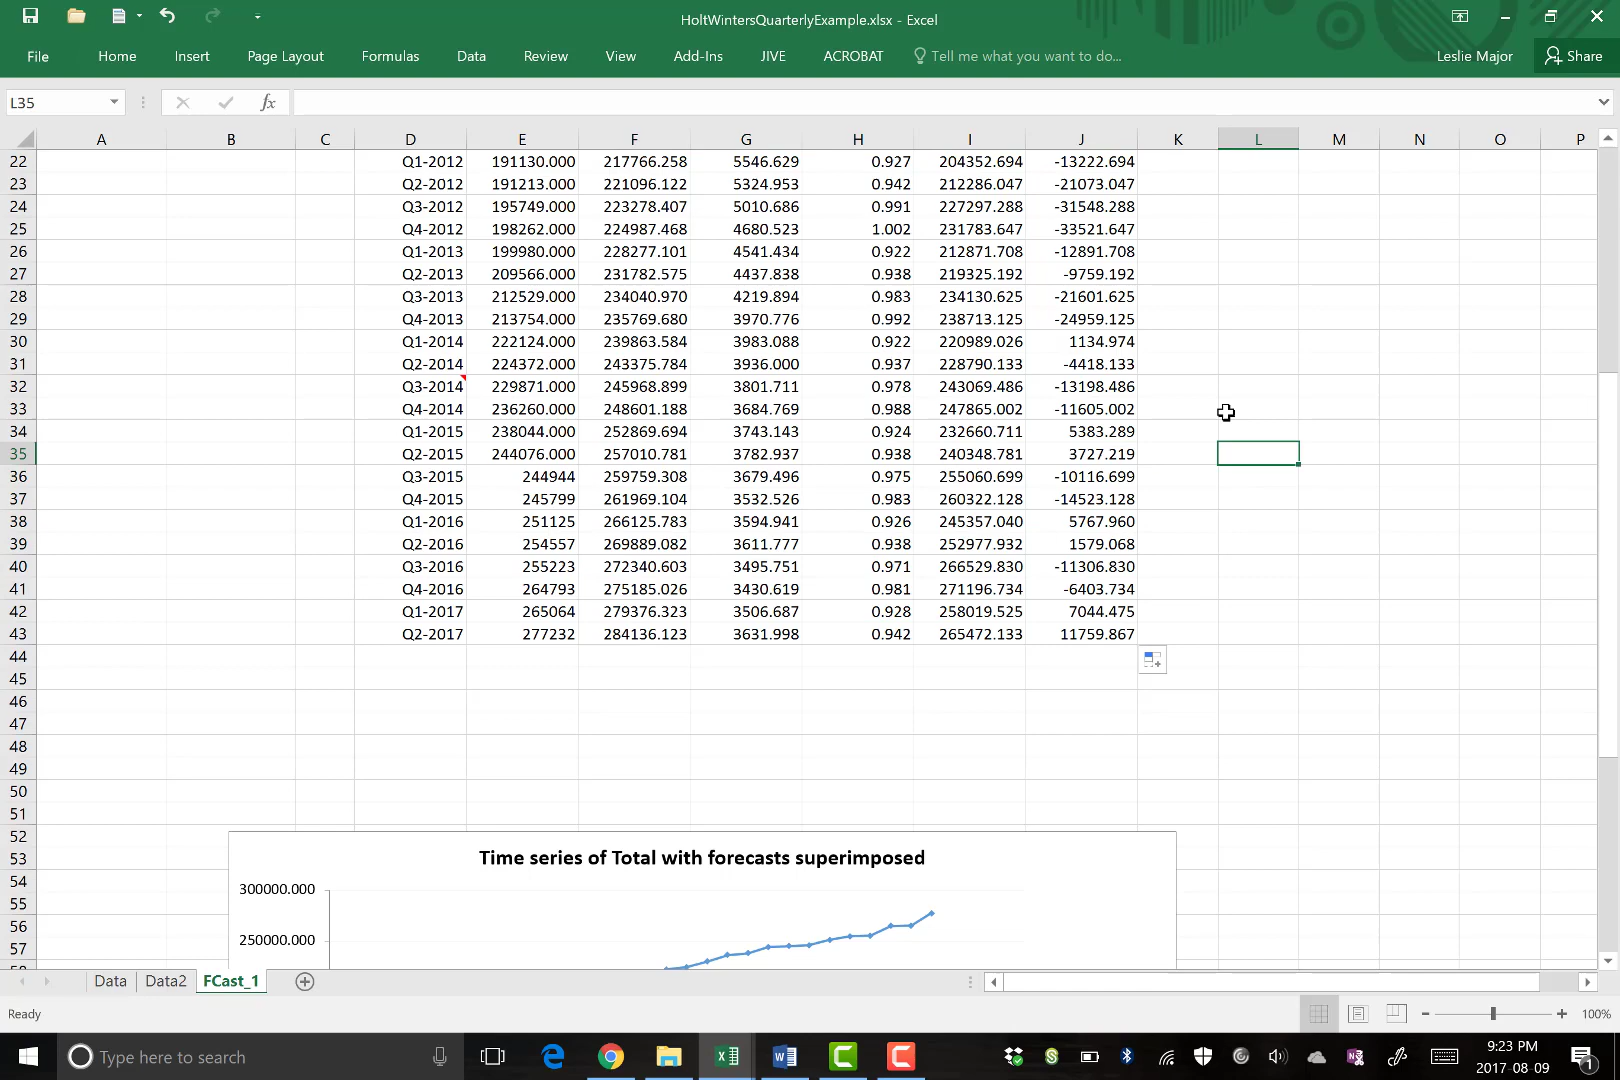 HoltWintersQuarterlyExample.xlsx - Excel
File Home Insert Page Layout Formulas Data Review View Add-Ins JIVE ACROBAT Tell me what you want to do... Leslie Major Share
L35 fx
A B C D E F G H I J K L M N O P
22 Q1-2012 191130.000 217766.258 5546.629 0.927 204352.694 -13222.694
23 Q2-2012 191213.000 221096.122 5324.953 0.942 212286.047 -21073.047
24 Q3-2012 195749.000 223278.407 5010.686 0.991 227297.288 -31548.288
25 Q4-2012 198262.000 224987.468 4680.523 1.002 231783.647 -33521.647
26 Q1-2013 199980.000 228277.101 4541.434 0.922 212871.708 -12891.708
27 Q2-2013 209566.000 231782.575 4437.838 0.938 219325.192 -9759.192
28 Q3-2013 212529.000 234040.970 4219.894 0.983 234130.625 -21601.625
29 Q4-2013 213754.000 235769.680 3970.776 0.992 238713.125 -24959.125
30 Q1-2014 222124.000 239863.584 3983.088 0.922 220989.026 1134.974
31 Q2-2014 224372.000 243375.784 3936.000 0.937 228790.133 -4418.133
32 Q3-2014 229871.000 245968.899 3801.711 0.978 243069.486 -13198.486
33 Q4-2014 236260.000 248601.188 3684.769 0.988 247865.002 -11605.002
34 Q1-2015 238044.000 252869.694 3743.143 0.924 232660.711 5383.289
35 Q2-2015 244076.000 257010.781 3782.937 0.938 240348.781 3727.219
36 Q3-2015 244944 259759.308 3679.496 0.975 255060.699 -10116.699
37 Q4-2015 245799 261969.104 3532.526 0.983 260322.128 -14523.128
38 Q1-2016 251125 266125.783 3594.941 0.926 245357.040 5767.960
39 Q2-2016 254557 269889.082 3611.777 0.938 252977.932 1579.068
40 Q3-2016 255223 272340.603 3495.751 0.971 266529.830 -11306.830
41 Q4-2016 264793 275185.026 3430.619 0.981 271196.734 -6403.734
42 Q1-2017 265064 279376.323 3506.687 0.928 258019.525 7044.475
43 Q2-2017 277232 284136.123 3631.998 0.942 265472.133 11759.867
44
45
46
47
48
49
50
51
52
53 Time series of Total with forecasts superimposed
54 300000.000
55
56
57 250000.000
Data Data2 FCast_1
Ready 100%
Type here to search 9:23 PM
2017-08-09 1